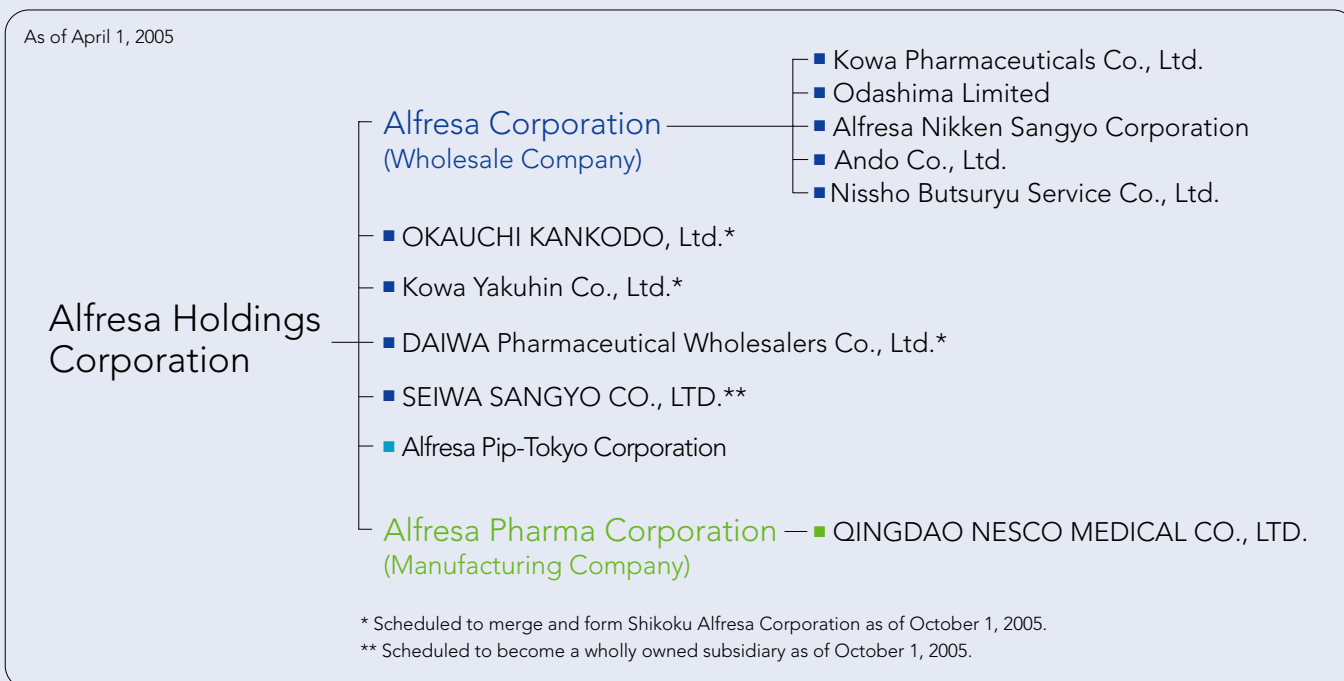 As of April 1, 2005
Alfresa Holdings
Corporation
Alfresa Corporation
(Wholesale Company)
Kowa Pharmaceuticals Co., Ltd.
Odashima Limited
Alfresa Nikken Sangyo Corporation
Ando Co., Ltd.
Nissho Butsuryu Service Co., Ltd.
OKAUCHI KANKODO, Ltd.*
Kowa Yakuhin Co., Ltd.*
DAIWA Pharmaceutical Wholesalers Co., Ltd.*
SEIWA SANGYO CO., LTD.**
Alfresa Pip-Tokyo Corporation
Alfresa Pharma Corporation
(Manufacturing Company)
QINGDAO NESCO MEDICAL CO., LTD.
* Scheduled to merge and form Shikoku Alfresa Corporation as of October 1, 2005.
** Scheduled to become a wholly owned subsidiary as of October 1, 2005.